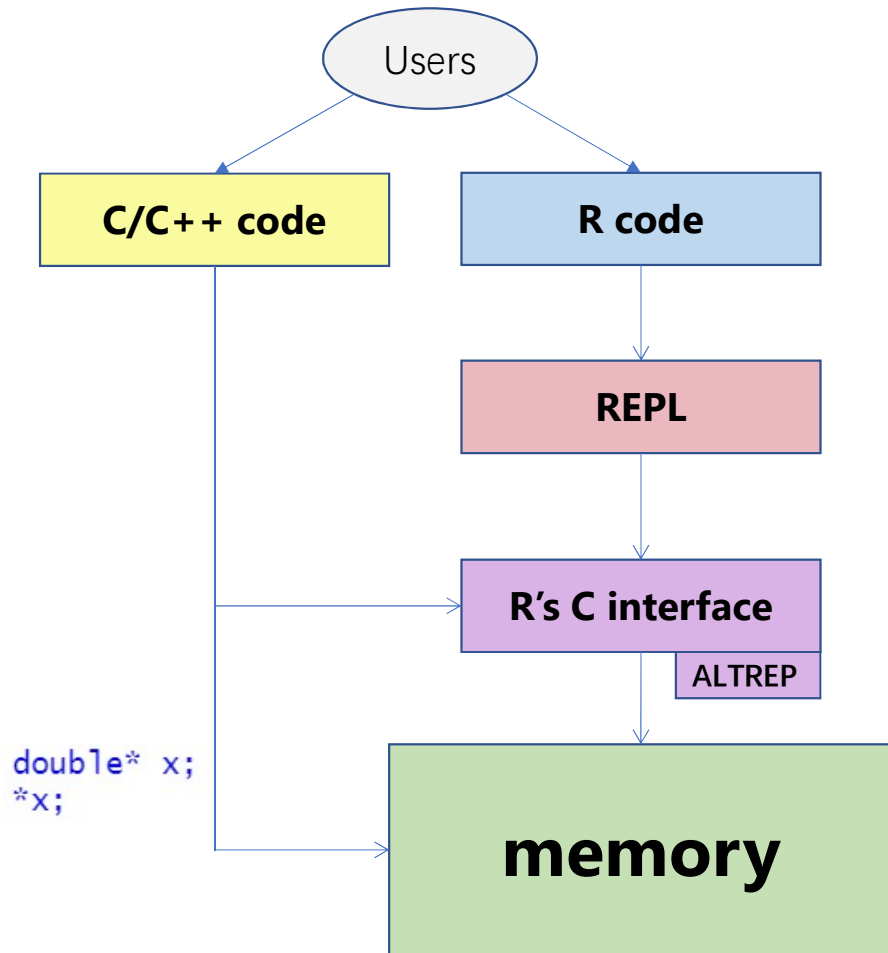 Users
C/C++ code
R code
REPL
R’s C interface
ALTREP
double* x;
*x;
memory